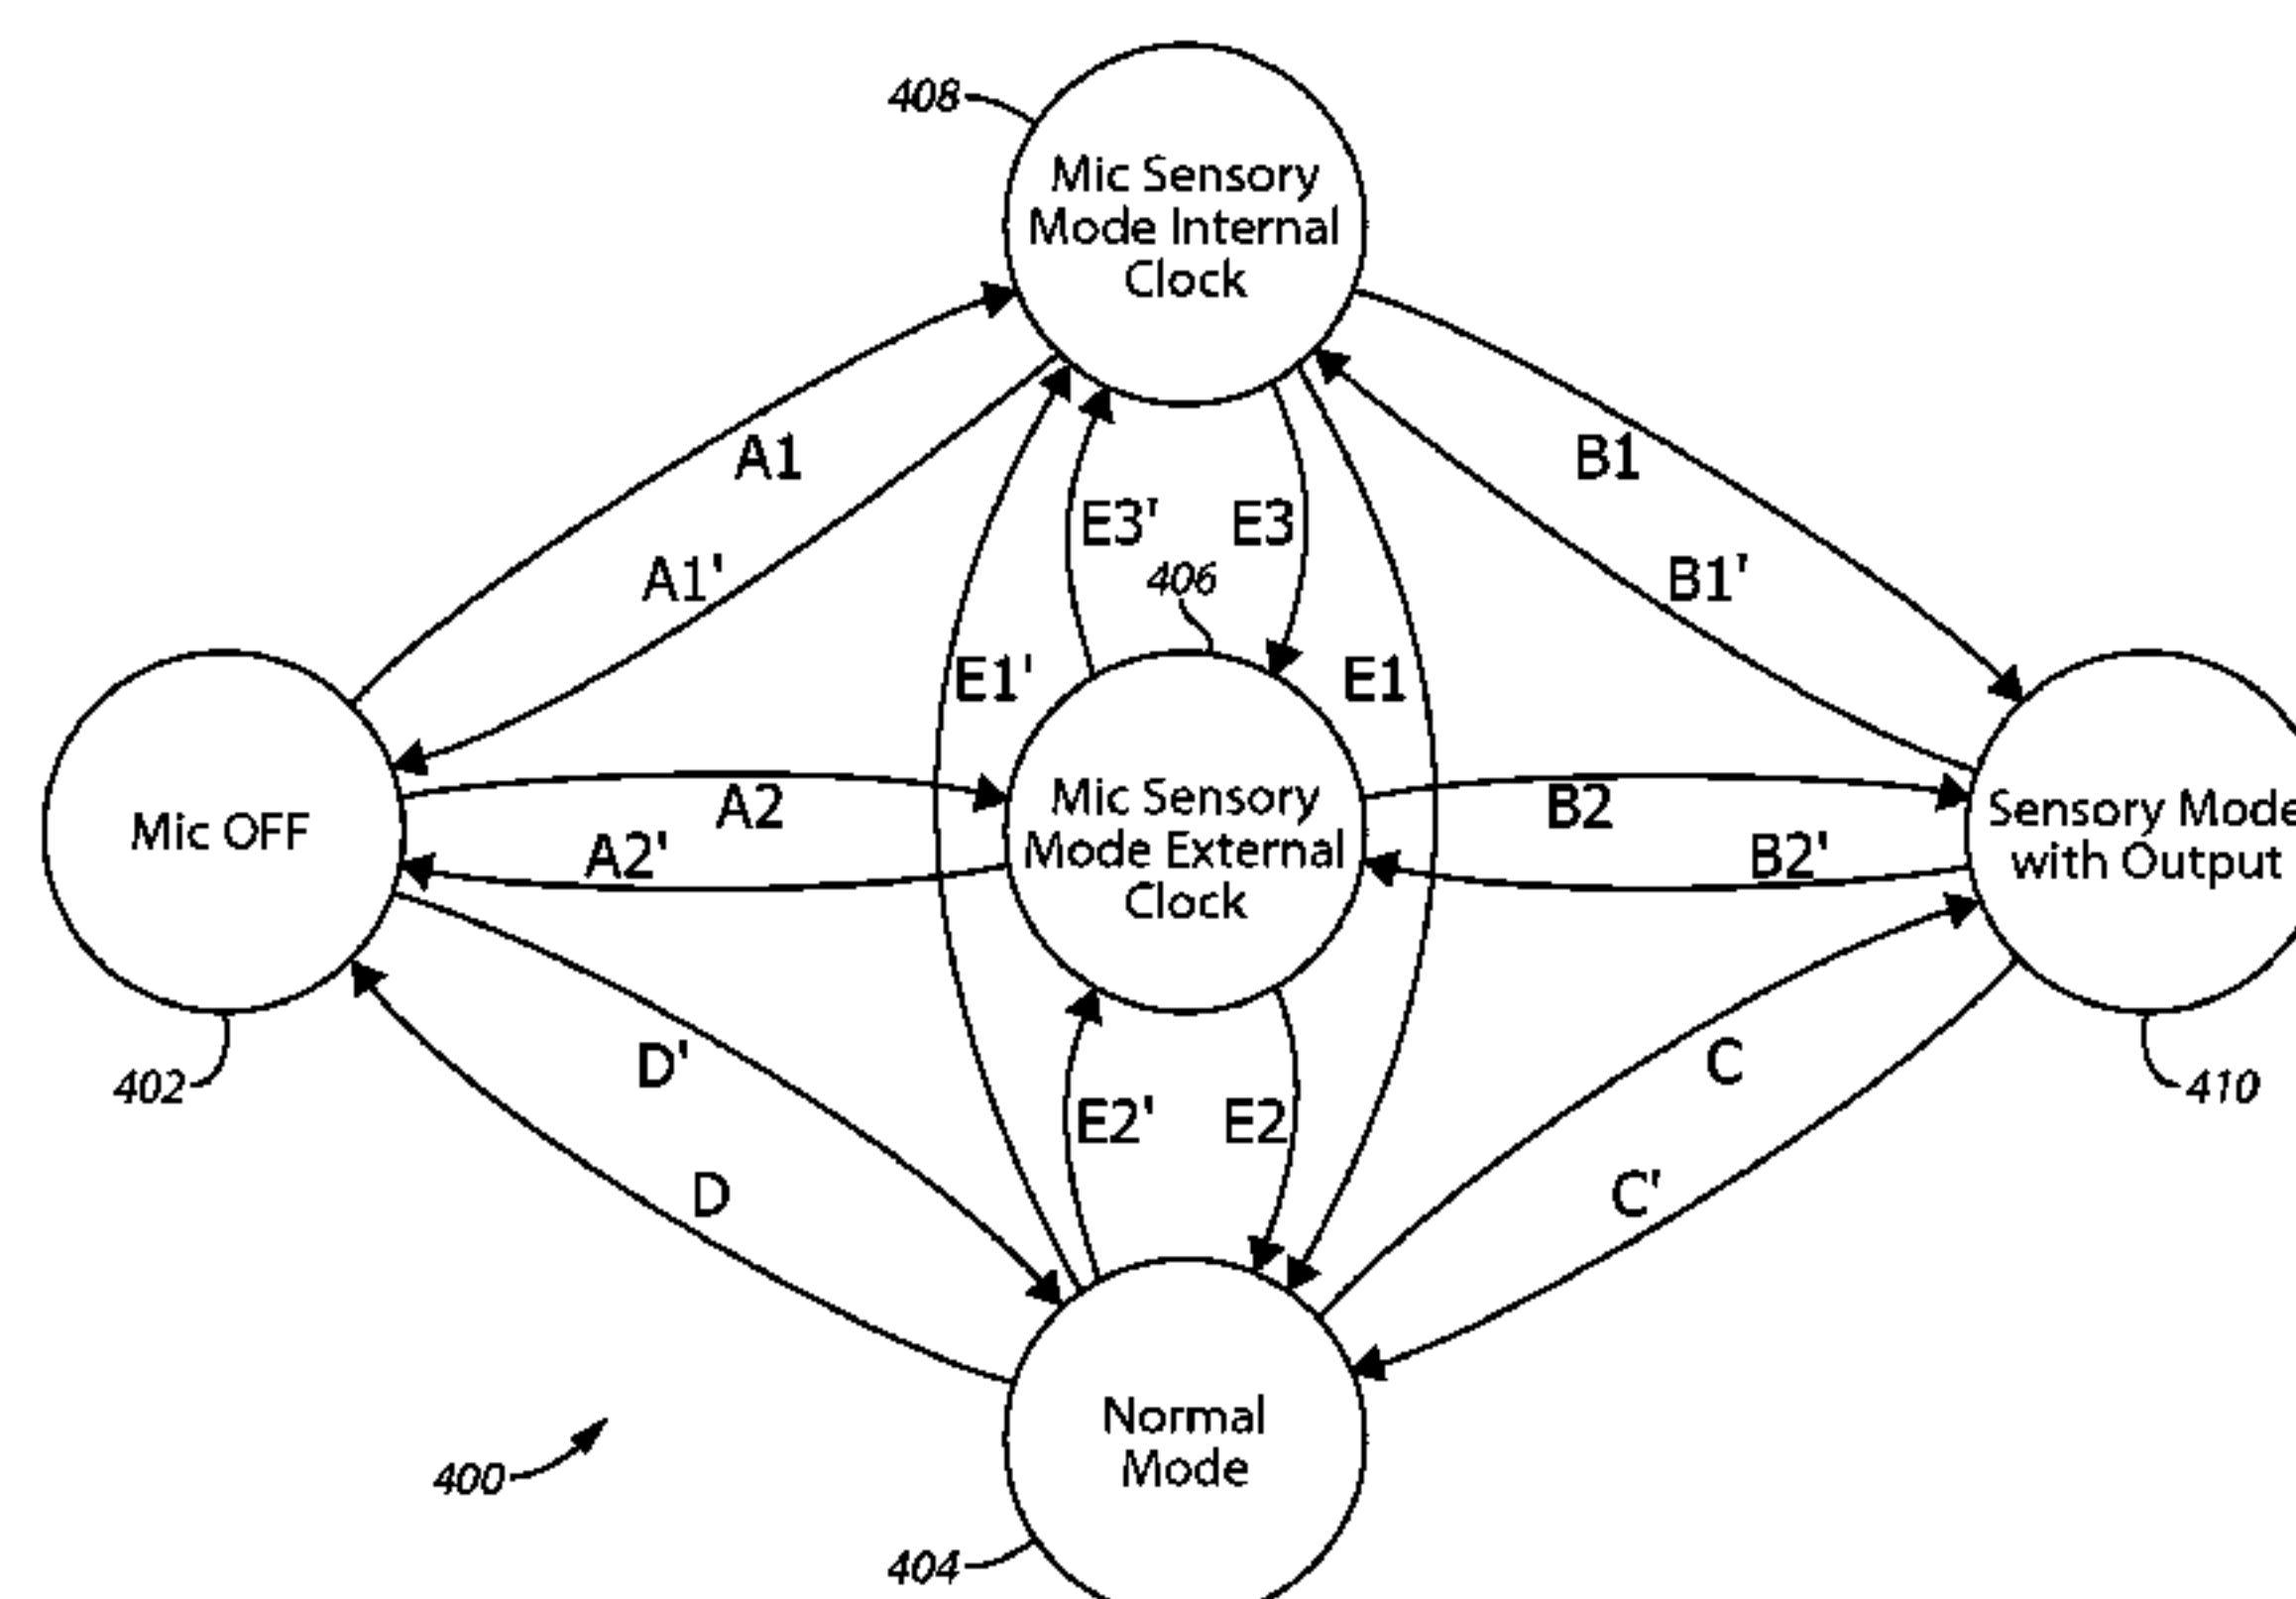 408
Mic Sensory
Mode Internal
Clock
A1
B1
E3'
E3
A1'
406
B1'
E1'
E1
Mic OFF
A2
A2'
Mic Sensory
Mode External
Clock
B2
B2'
Sensory Mode
with Output
402
D'
C
410
E2'
E2
D
C'
Normal
Mode
400
404